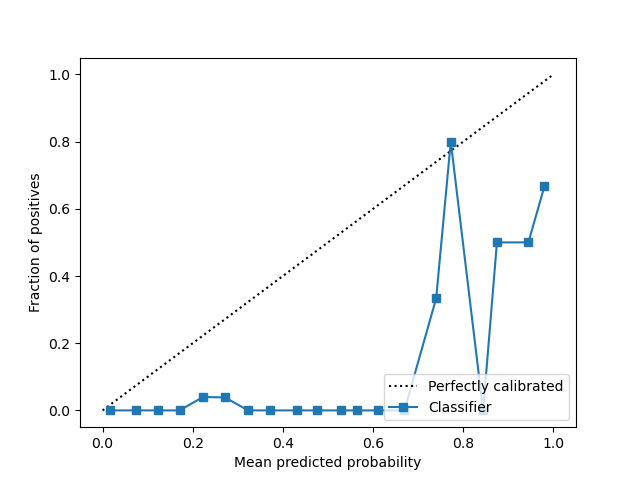 1.0
0.8
0.6
0.4
0.2
0.0
Fraction of positives
Perfectly calibrated
Classifier
0.0 0.2 0.4 0.6 0.8 1.0
Mean predicted probability